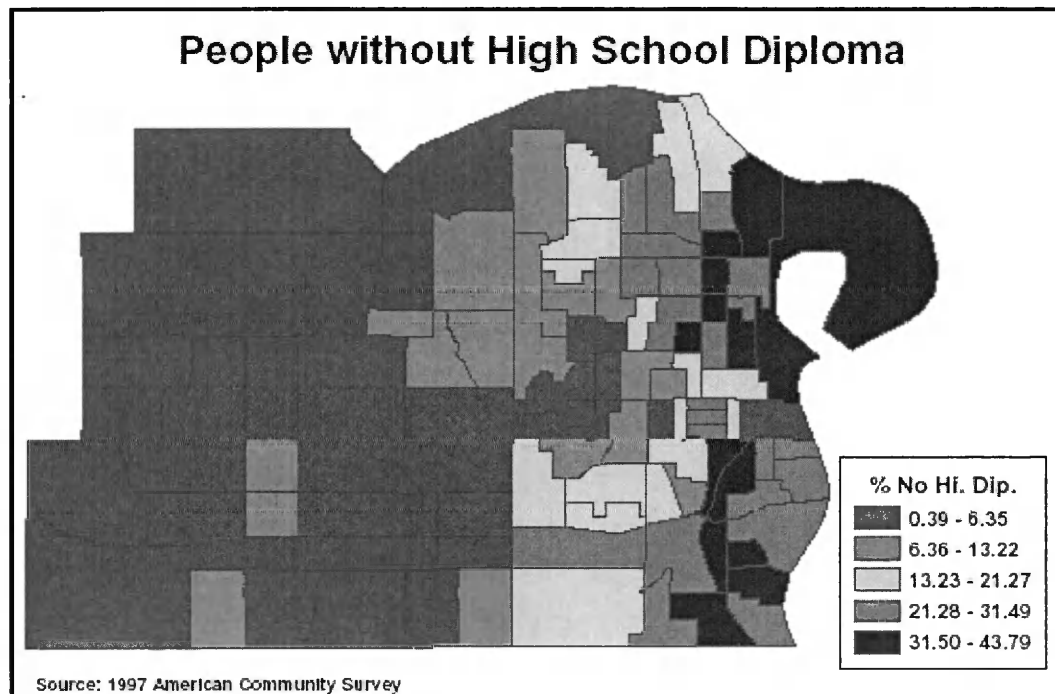 People without High School Diploma
% No Hi. Dip.
0.39 - 6.35
6.36 - 13.22
13.23 - 21.27
21.28 - 31.49
31.50 - 43.79
Source: 1997 American Community Survey